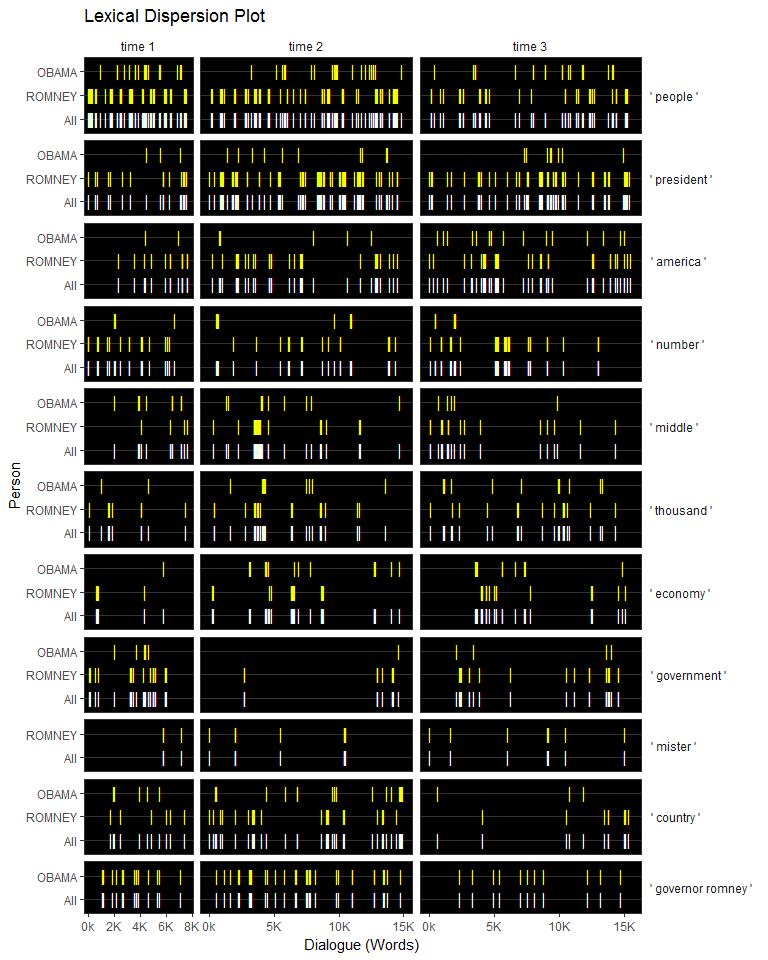 Lexical Dispersion Plot
time 1 time 2 time 3
OBAMA
ROMNEY
All
' people '
OBAMA
ROMNEY
All
' president '
OBAMA
ROMNEY
All
' america '
OBAMA
ROMNEY
All
' number '
OBAMA
ROMNEY
All
' middle '
OBAMA
ROMNEY
All
' thousand '
OBAMA
ROMNEY
All
' economy '
OBAMA
ROMNEY
All
' government '
ROMNEY
All
' mister '
OBAMA
ROMNEY
All
' country '
OBAMA
All
' governor romney '
Person
0k 2K 4K 6K 8K 0k 5K 10K 15K 0k 5K 10K 15K
Dialogue (Words)